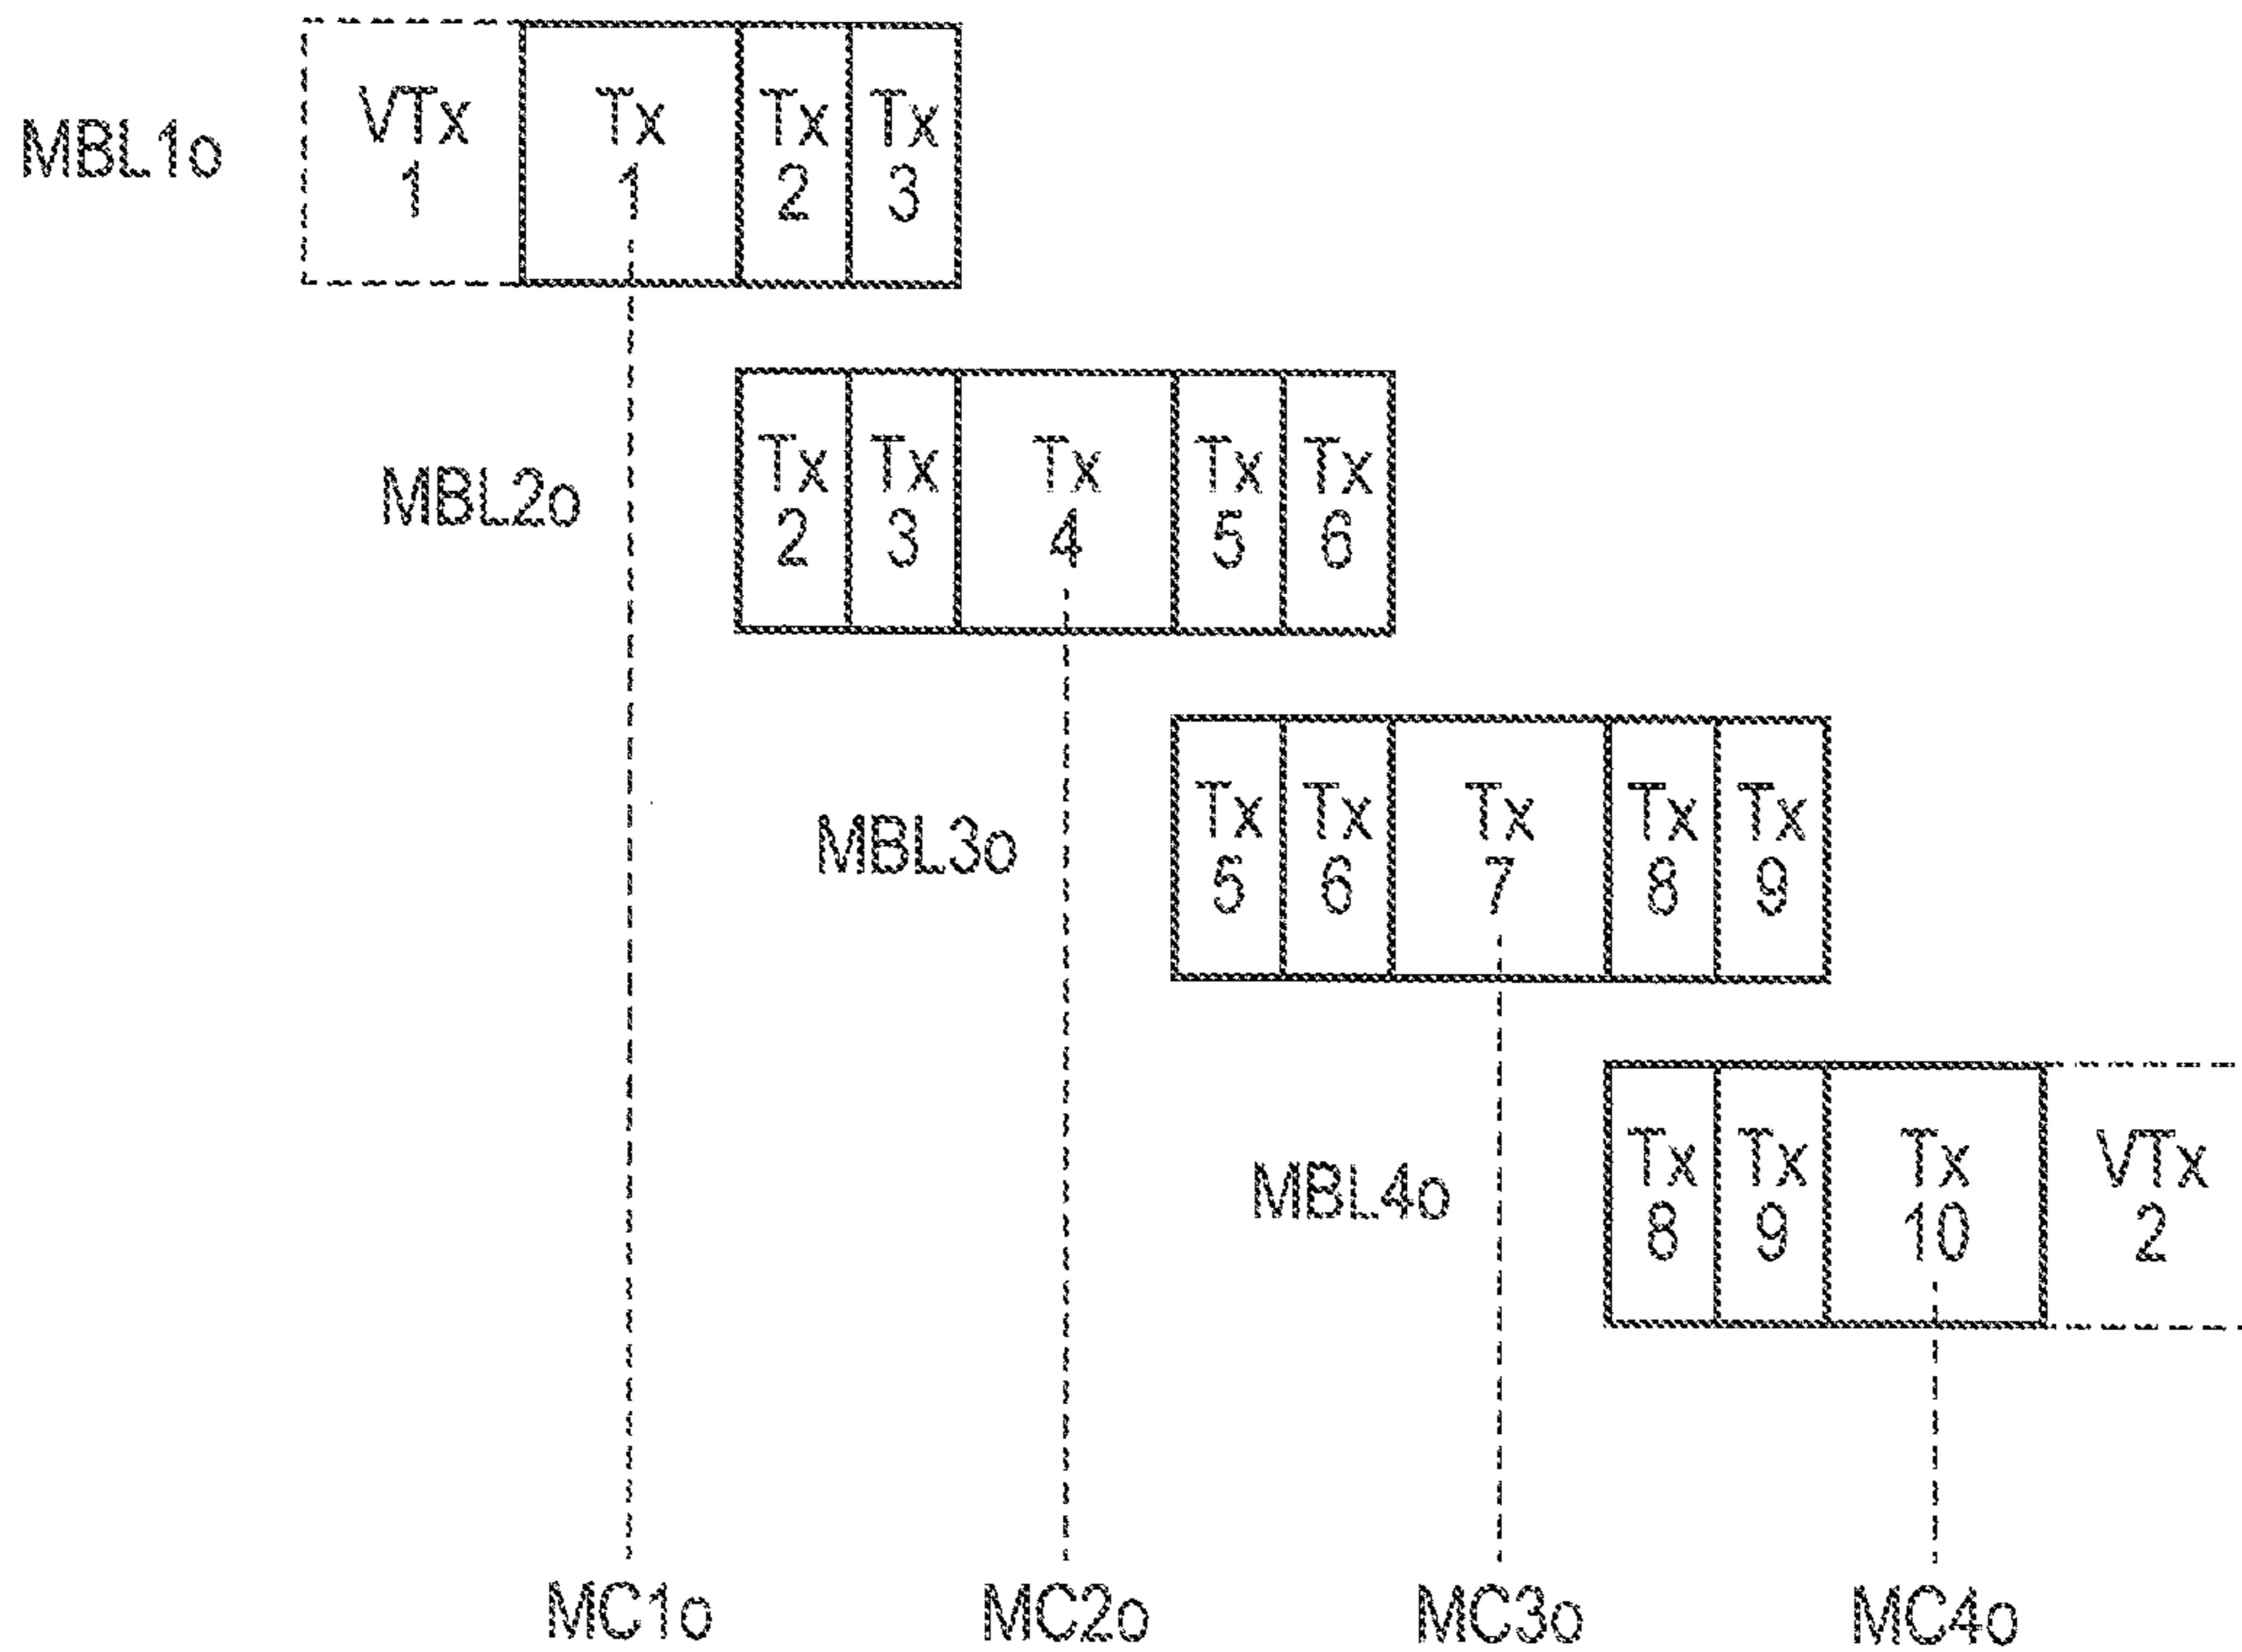 VTx Tx Tx Tx
MBL1o 1 1 2 3
Tx Tx Tx Tx Tx
MBL2o 2 3 4 5 6
Tx Tx Tx Tx Tx
MBL3o 5 6 7 8 9
Tx Tx Tx VTx
MBL4o 8 9 10 2
MC1o MC2o MC3o MC4o